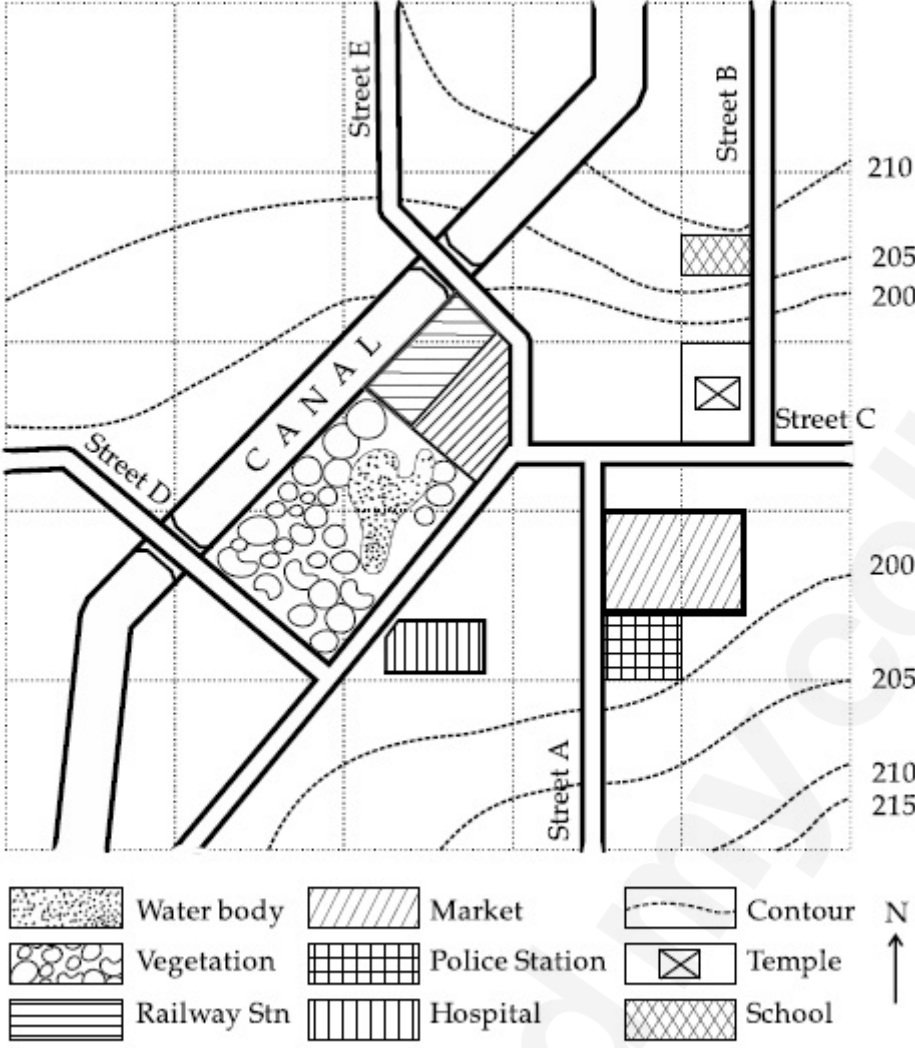 Street E
Street B
210
205
200
CANAL
Street C
Street D
200
205
210
215
Street A
Water body
Market
Contour
N
Vegetation
Police Station
Temple
Railway Stn
Hospital
School